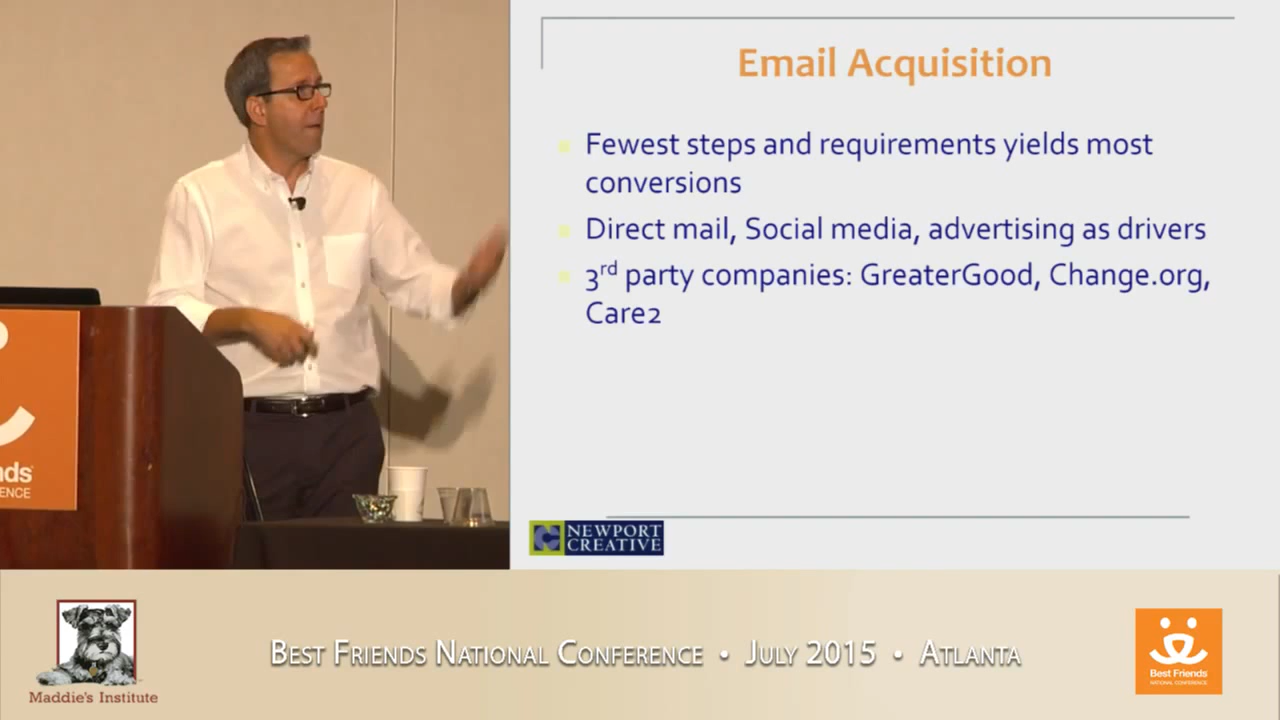 Email Acquisition
Fewest steps and requirements yields most
conversions
Direct mail, Social media, advertising as drivers
3rd party companies: GreaterGood, Change.org,
Care2
NEWPORT
CREATIVE
Maddie's Institute
BEST FRIENDS NATIONAL CONFERENCE • JULY 2015 • ATLANTA
Best Friends
NATIONAL CONFERENCE